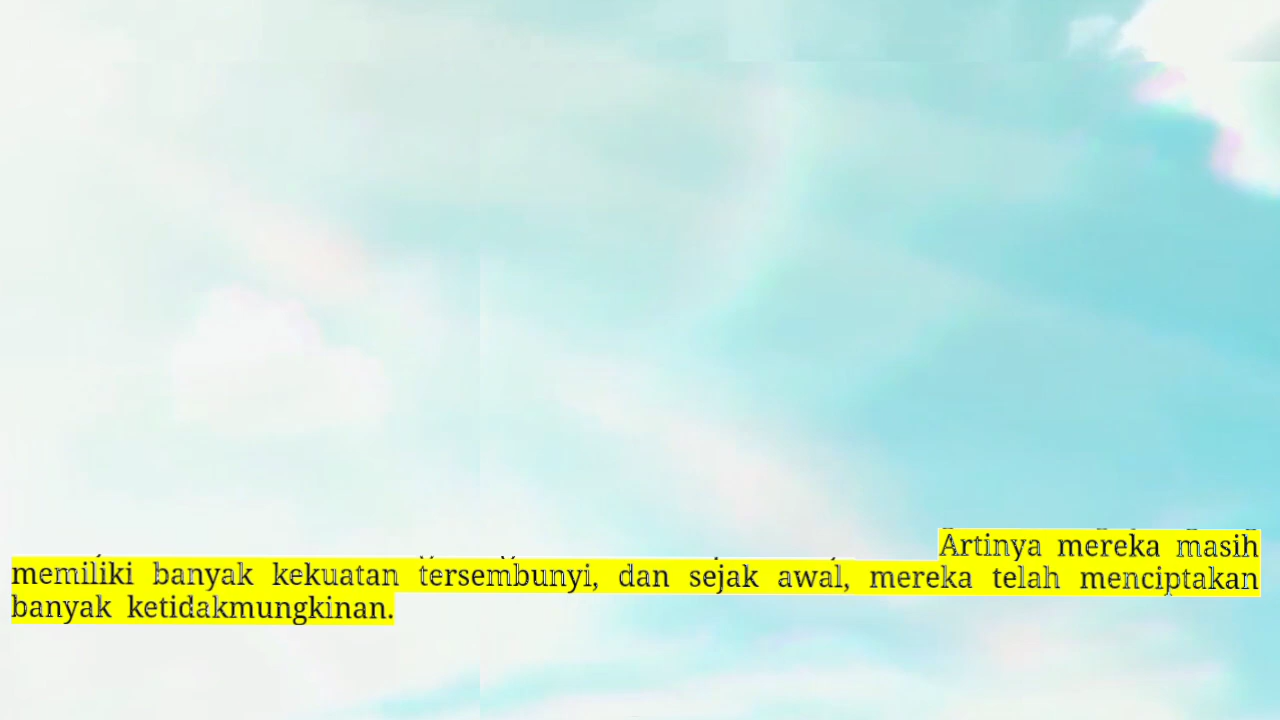 Artinya mereka masih
memiliki banyak kekuatan tersembunyi, dan sejak awal, mereka telah menciptakan
banyak ketidakmungkinan.